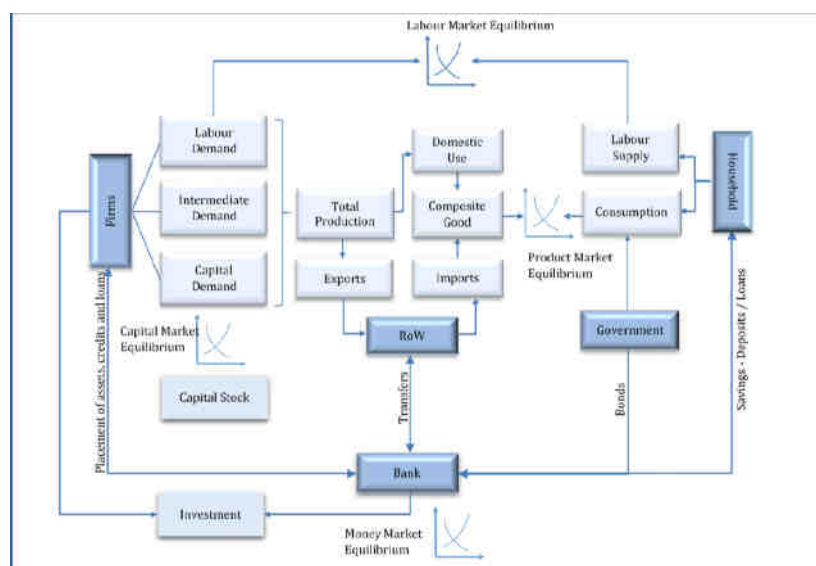 Labour Market Equilibrium
Labour
Demand
Domestic
Use
Labour
Supply
Household
Firms
Intermediate
Demand
Total
Production
Composite
Good
Consumption
Product Market
Equilibrium
Capital
Demand
Exports
Imports
Capital Market
Equilibrium
RoW
Government
Placement of assets, credits and loans
Capital Stock
Transfers
Bonds
Savings - Deposits / Loans
Bank
Investment
Money Market
Equilibrium